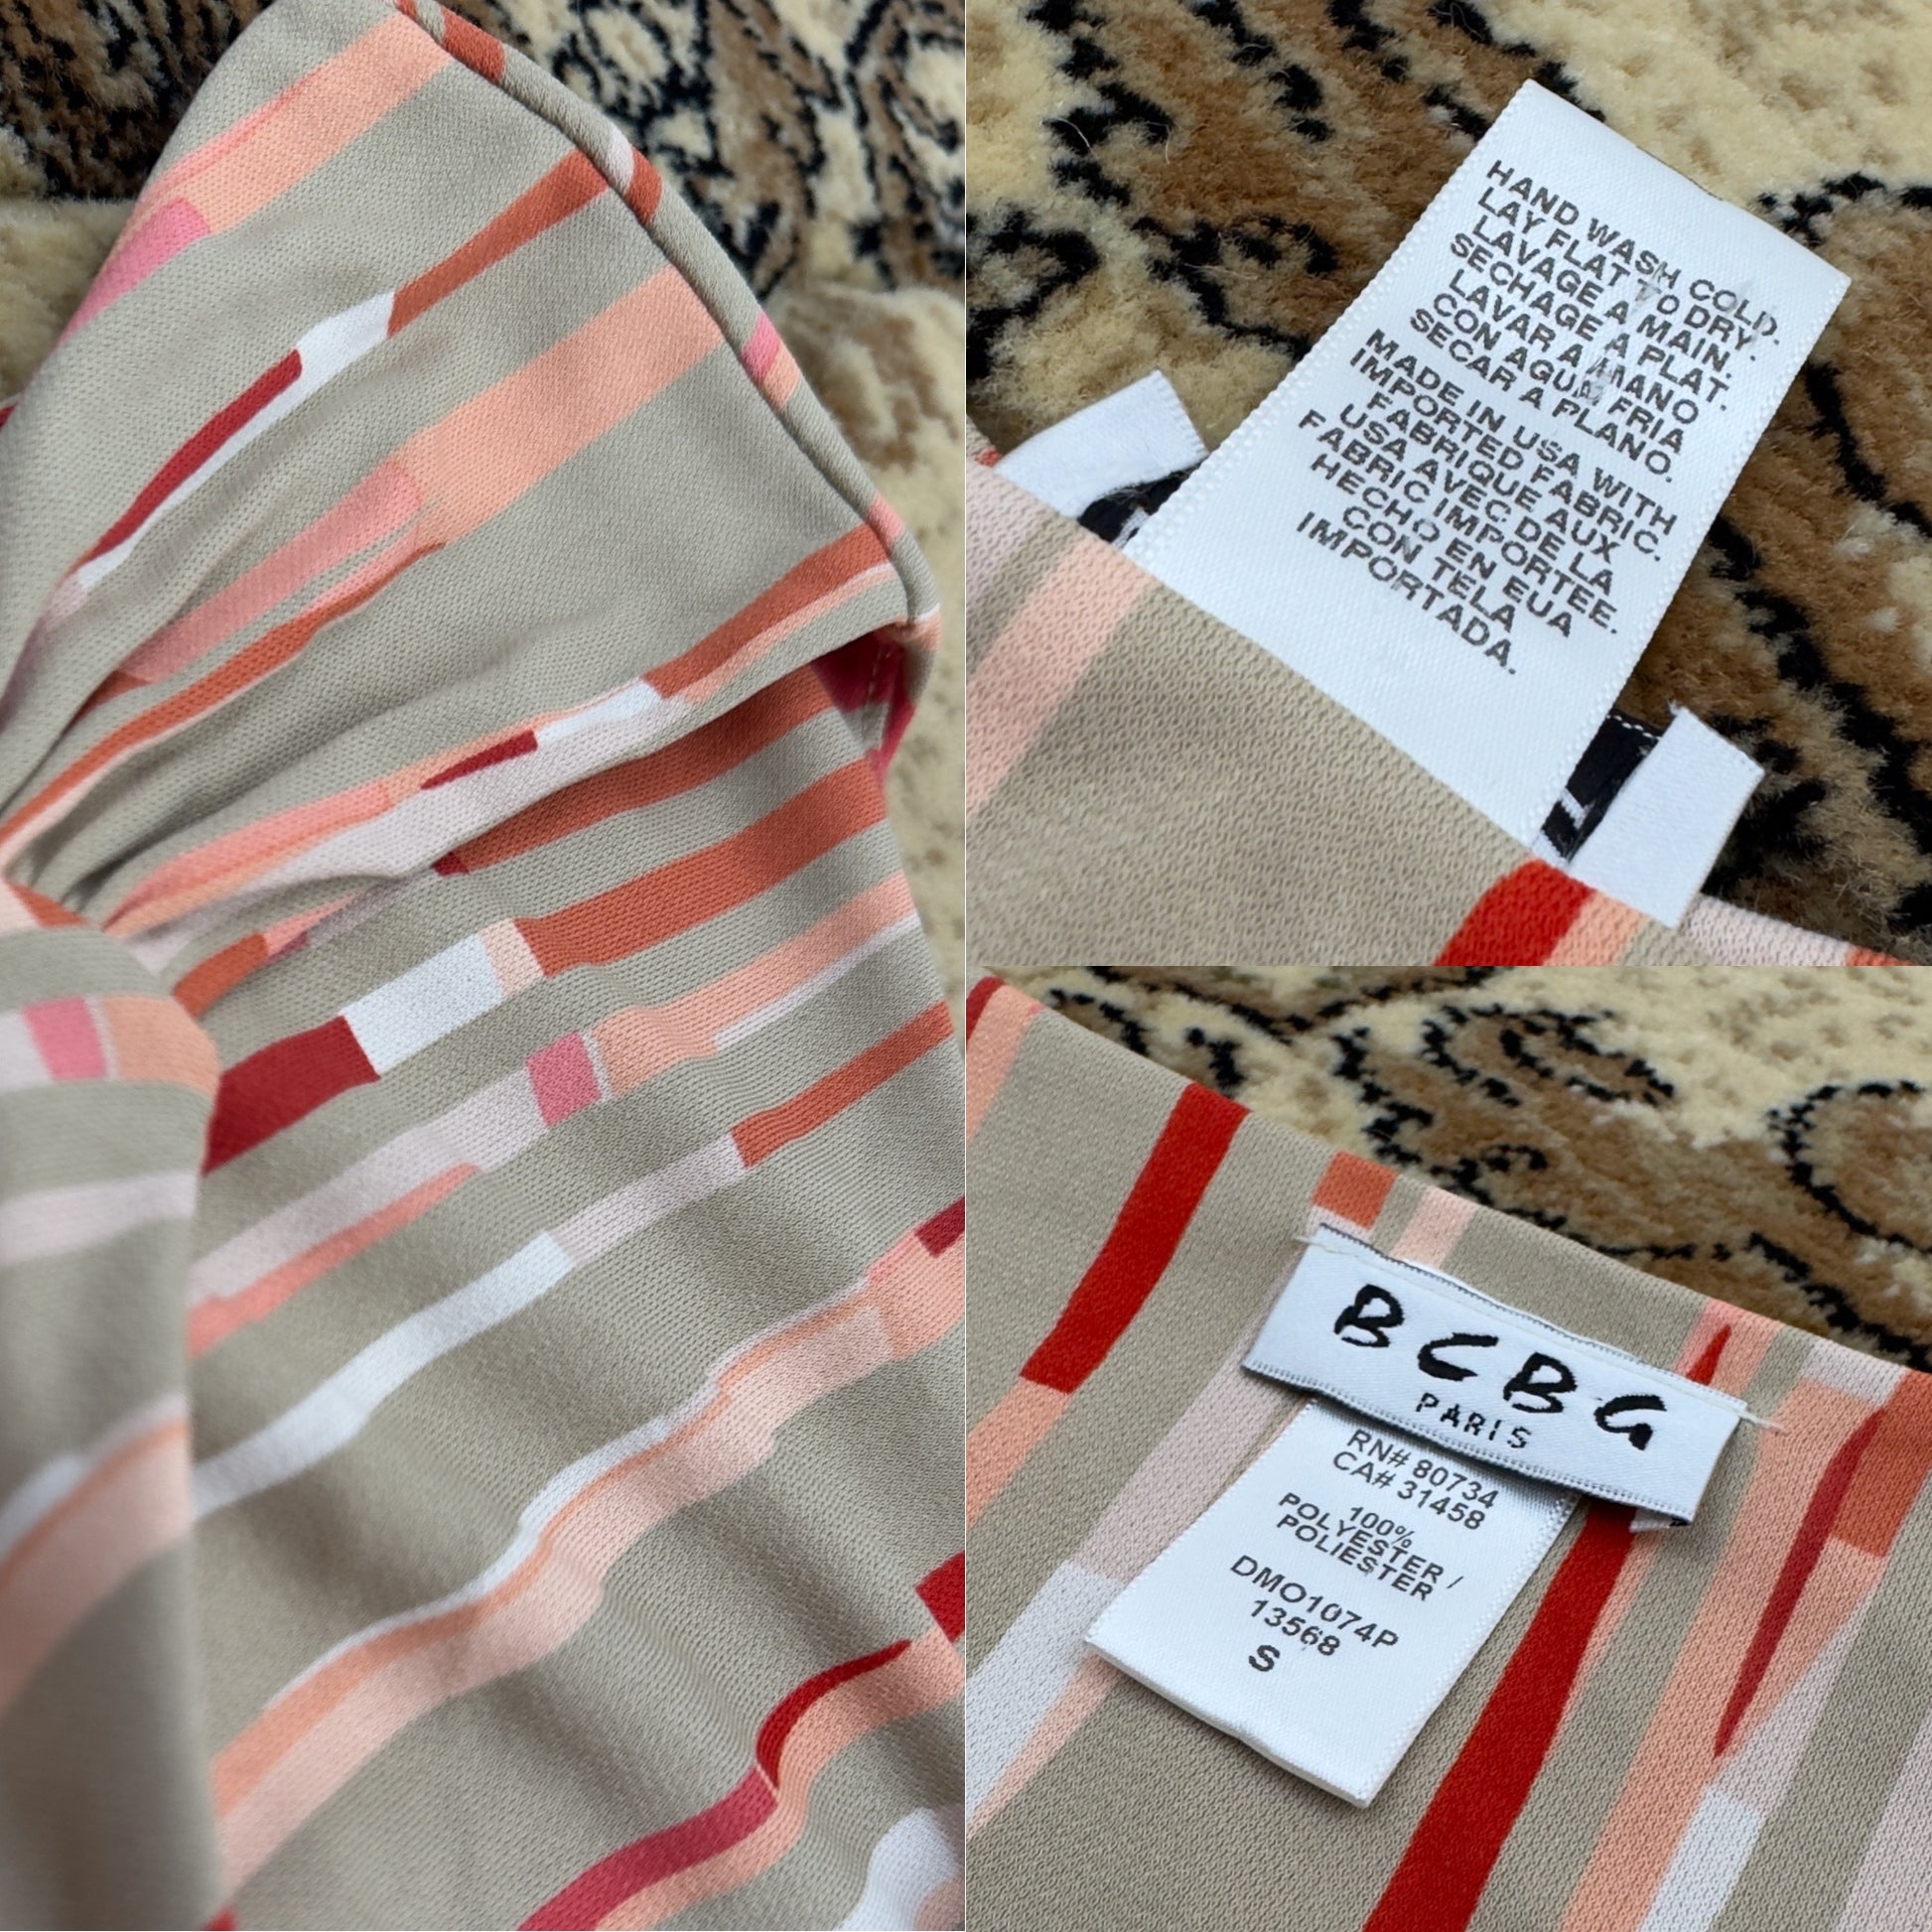 HAND WASH COLD.
LAY FLAT TO DRY.
LAVAGE A MAIN.
SECHAGE A PLAT.
LAVAR A MANO
CON AGUA FRIA
SECAR A PLANO.
MADE IN USA WITH
IMPORTED FABRIC.
FABRIQUE AUX
USA AVEC DE LA
FABRIC IMPORTEE.
HECHO EN EUA
CON TELA
IMPORTADA.
BCBG
PARIS
RN# 80734
CA# 31458
100%
POLYESTER /
POLIESTER
DMO1074P
13568
S